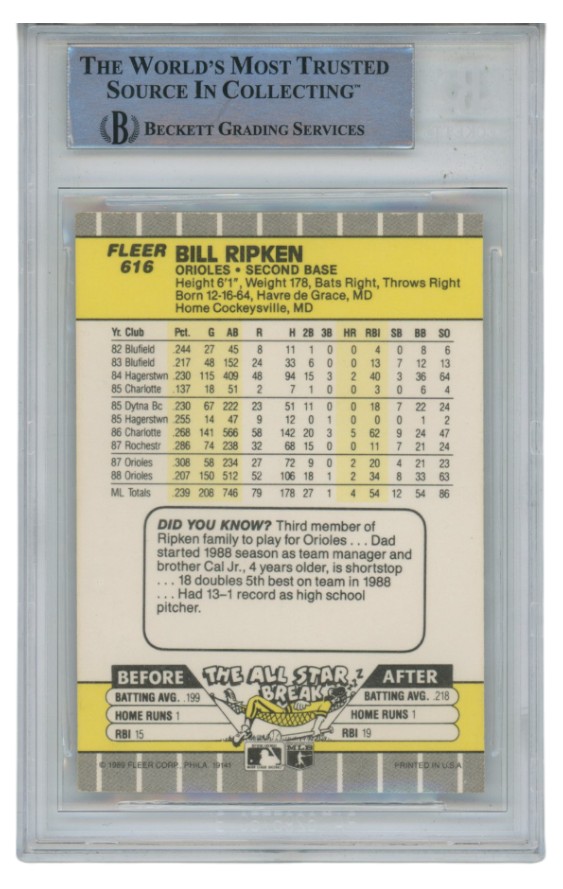 THE WORLD'S MOST TRUSTED
SOURCE IN COLLECTING™
B BECKETT GRADING SERVICES
FLEER BILL RIPKEN
616 ORIOLES • SECOND BASE
Height 6'1", Weight 178, Bats Right, Throws Right
Born 12-16-64, Havre de Grace, MD
Home Cockeysville, MD
Yr. Club Pct. G AB R H 2B 3B HR RBI SB BB SO
82 Blufield .244 27 45 8 11 1 0 0 4 0 8 6
83 Blufield .217 48 152 24 33 6 0 0 13 7 12 13
84 Hagerstwn .230 115 409 48 94 15 3 2 40 3 36 64
85 Charlotte .137 18 51 2 7 1 0 0 3 0 6 4
85 Dytna Bc .230 67 222 23 51 11 0 0 18 7 22 24
85 Hagerstwn .255 14 47 9 12 0 1 0 0 0 1 2
86 Charlotte .268 141 566 58 142 20 3 5 62 9 24 47
87 Rochestr .286 74 238 32 68 15 0 0 11 7 21 24
87 Orioles .308 58 234 27 72 9 0 2 20 4 21 23
88 Orioles .207 150 512 52 106 18 1 2 34 8 33 63
ML Totals .239 208 746 79 178 27 1 4 54 12 54 86
DID YOU KNOW? Third member of
Ripken family to play for Orioles . . . Dad
started 1988 season as team manager and
brother Cal Jr., 4 years older, is shortstop
. . . 18 doubles 5th best on team in 1988
. . . Had 13–1 record as high school
pitcher.
BEFORE THE ALL STAR BREAK AFTER
BATTING AVG. .199 BATTING AVG. .218
HOME RUNS 1 HOME RUNS 1
RBI 15 RBI 19
© 1989 FLEER CORP., PHILA. 19141 MLB PRINTED IN U.S.A.